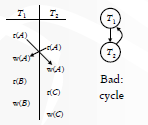 T1 T2
r(A)
r(A)
w(A)
w(A)
r(B)
r(C)
w(B)
w(C)
T1
T2
Bad:
cycle